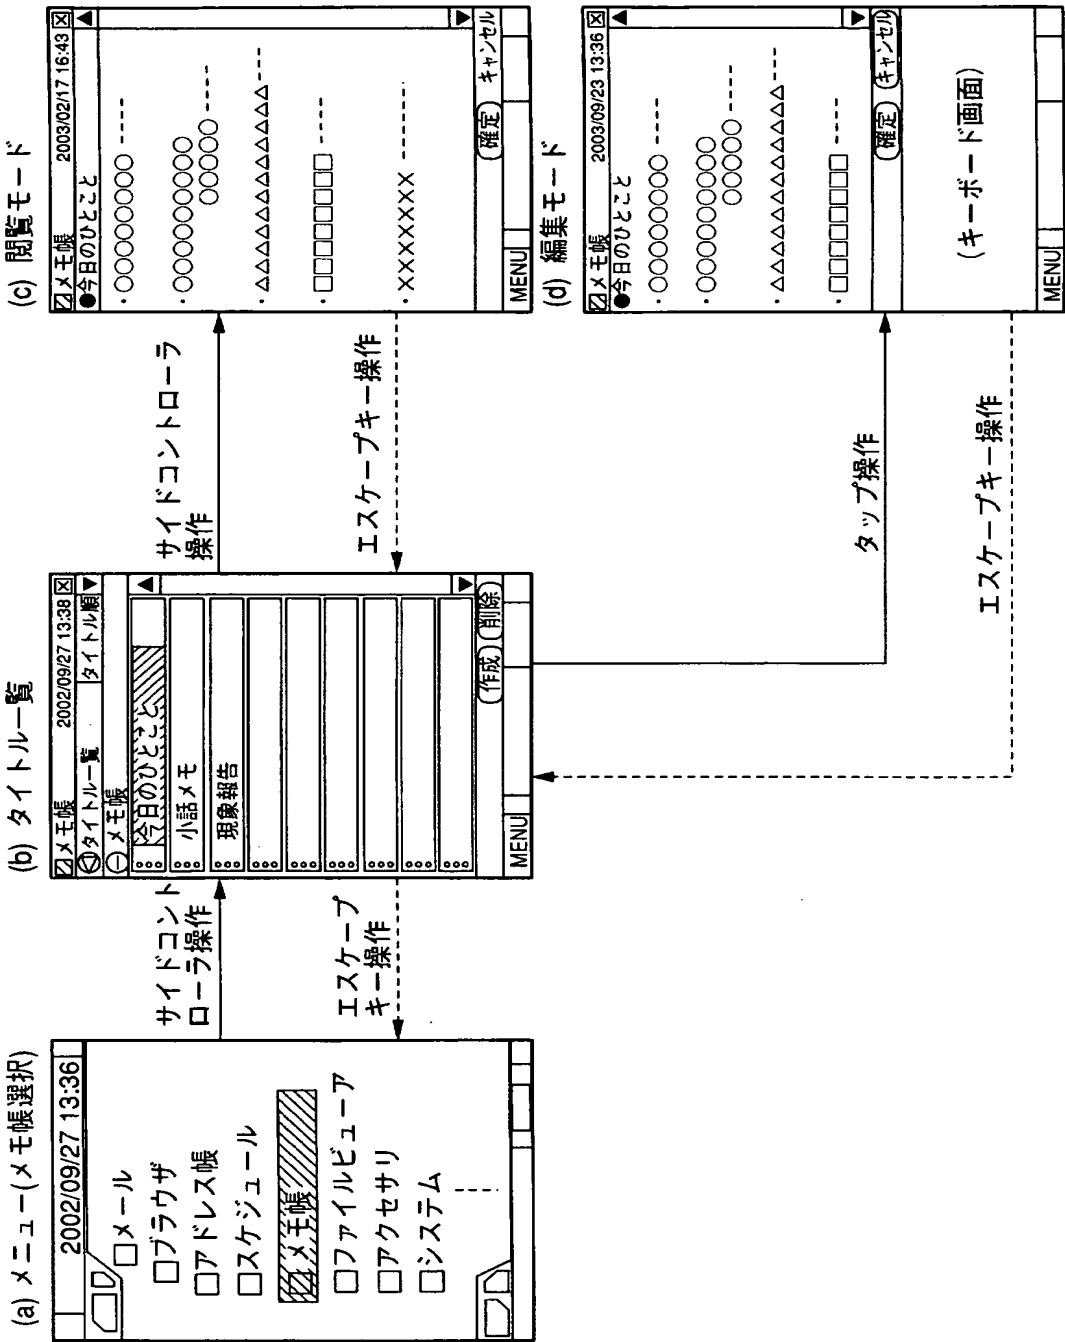 (a) メニュー(メモ帳選択)
2002/09/27 13:36
メール
ブラウザ
アドレス帳
スケジュール
メモ帳
ファイルビューア
アクセサリ
システム
サイドコント
ローラ操作
エスケープ
キー操作
(b) タイトル一覧
メモ帳 2002/09/27 13:38
タイトル一覧 タイトル順
メモ帳
今日のひとこと
小話メモ
現象報告
作成 削除
MENU
サイドコントローラ
操作
エスケープキー操作
タップ操作
エスケープキー操作
(c) 閲覧モード
メモ帳 2003/02/17 16:43
●今日のひとこと
・○○○○○○ -----
・○○○○○○○
○○○○ -----
・△△△△△△△△△△△ ----
・□□□□□□□ -----
・×××××××× -----
確定 キャンセル
MENU
(d) 編集モード
メモ帳 2003/09/23 13:36
●今日のひとこと
・○○○○○○ -----
・○○○○○○○
○○○○ -----
・△△△△△△△△△△△ ----
・□□□□□□□ -----
確定 キャンセル
(キーボード画面)
MENU